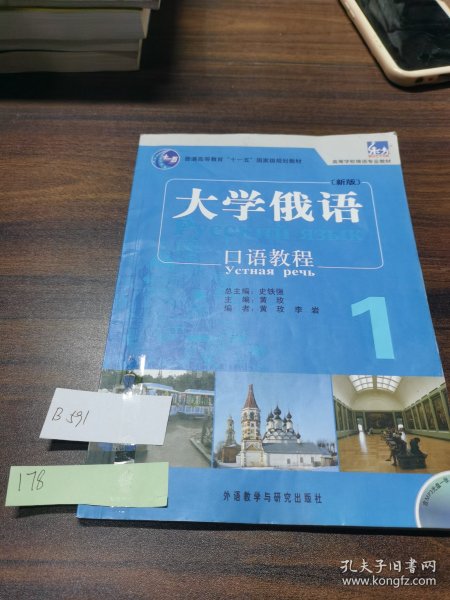 普通高等教育“十一五”国家级规划教材
东方
高等学校俄语专业教材
（新版）
大学俄语
口语教程
Устная речь
总主编：史铁强
主编：黄玫
编者：黄玫 李岩
1
B591
178
外语教学与研究出版社
孔夫子旧书网
www.kongfz.com